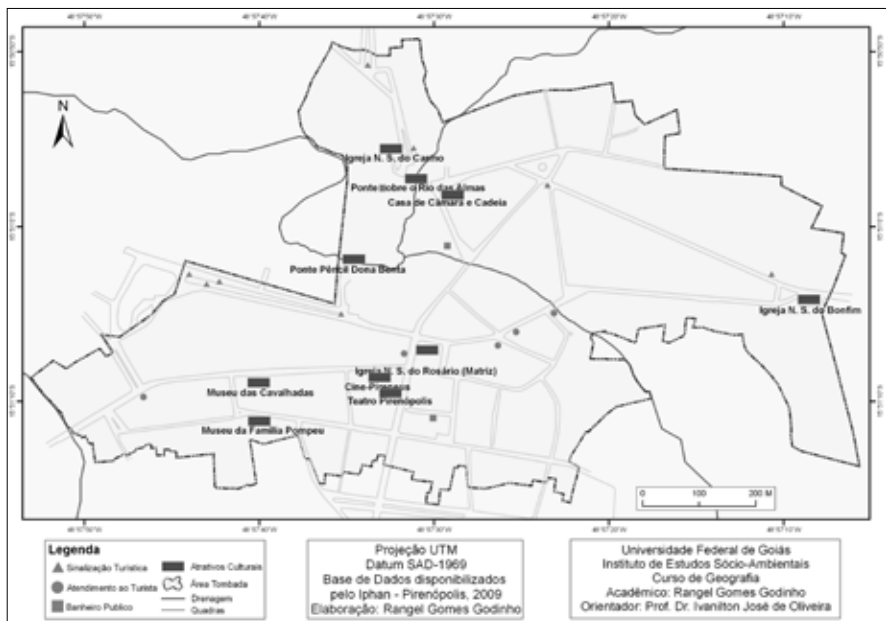 N
Igreja N. S. do Carmo
Ponte sobre o Rio das Almas
Casa de Câmara e Cadeia
Ponte Pêncil Dona Benta
Igreja N. S. do Bonfim
Igreja N. S. do Rosário (Matriz)
Cine-Pireneus
Museu das Cavalhadas
Teatro Pirenópolis
Museu da Família Pompeu
0 100 200 M
Legenda
Sinalização Turística
Atendimento ao Turista
Banheiro Publico
Atrativos Culturais
Área Tombada
Drenagem
Quadras
Projeção UTM
Datum SAD-1969
Base de Dados disponibilizados
pelo Iphan - Pirenópolis, 2009
Elaboração: Rangel Gomes Godinho
Universidade Federal de Goiás
Instituto de Estudos Sócio-Ambientais
Curso de Geografia
Acadêmico: Rangel Gomes Godinho
Orientador: Prof. Dr. Ivanilton José de Oliveira